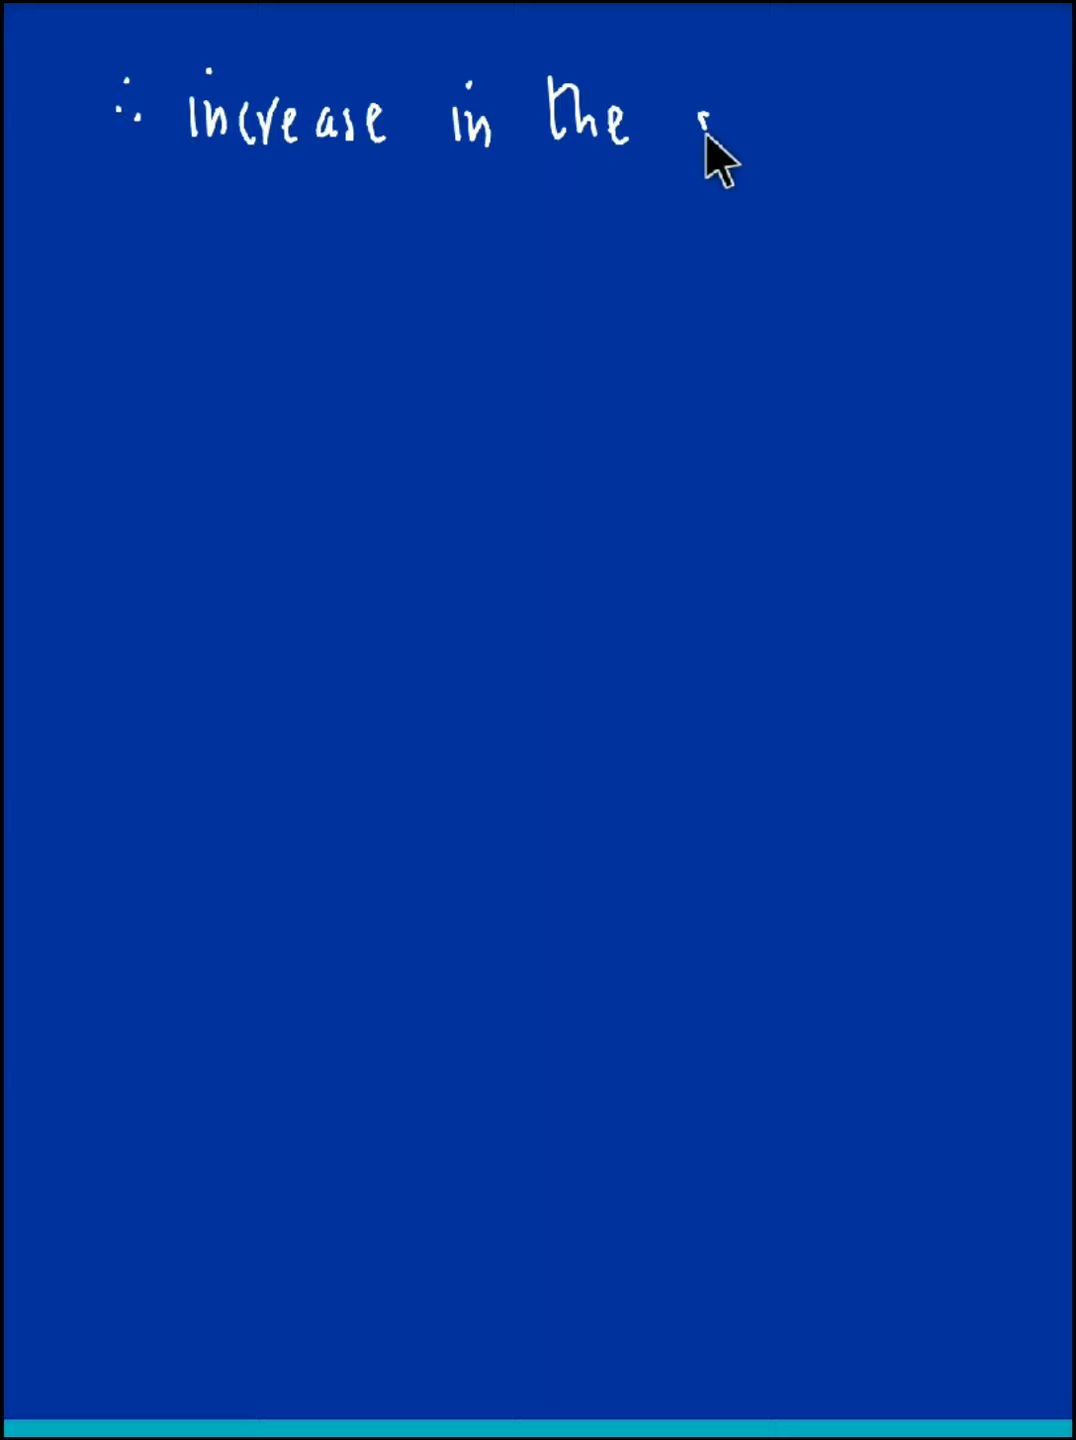 ∴ increase in the